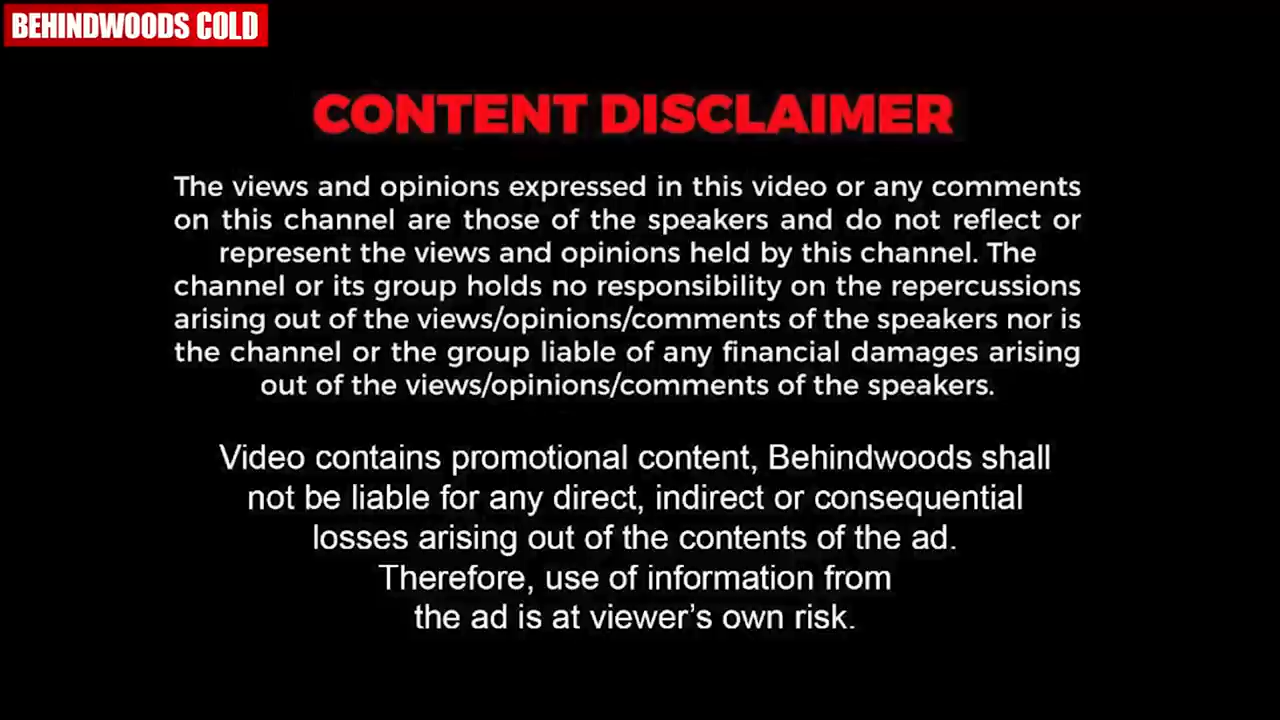 BEHINDWOODS COLD
CONTENT DISCLAIMER
The views and opinions expressed in this video or any comments
on this channel are those of the speakers and do not reflect or
represent the views and opinions held by this channel. The
channel or its group holds no responsibility on the repercussions
arising out of the views/opinions/comments of the speakers nor is
the channel or the group liable of any financial damages arising
out of the views/opinions/comments of the speakers.
Video contains promotional content, Behindwoods shall
not be liable for any direct, indirect or consequential
losses arising out of the contents of the ad.
Therefore, use of information from
the ad is at viewer’s own risk.